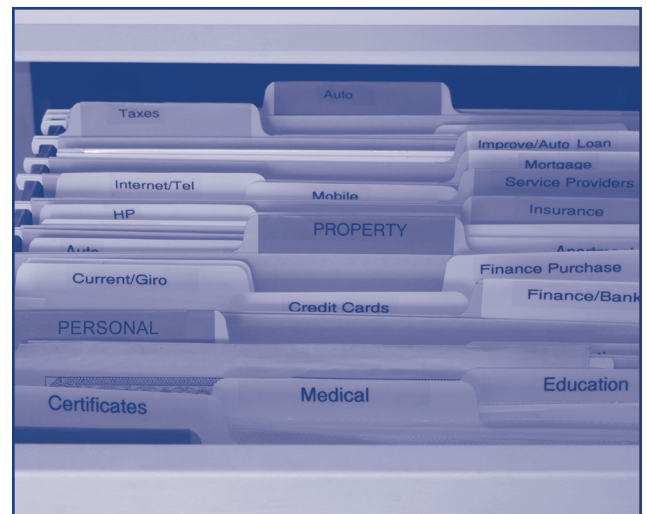 Auto
Taxes
Improve/Auto Loan
Mortgage
Internet/Tel
Mobile
Service Providers
HP
Insurance
PROPERTY
Auto
Finance Purchase
Current/Giro
Credit Cards
Finance/Bank
PERSONAL
Certificates
Medical
Education